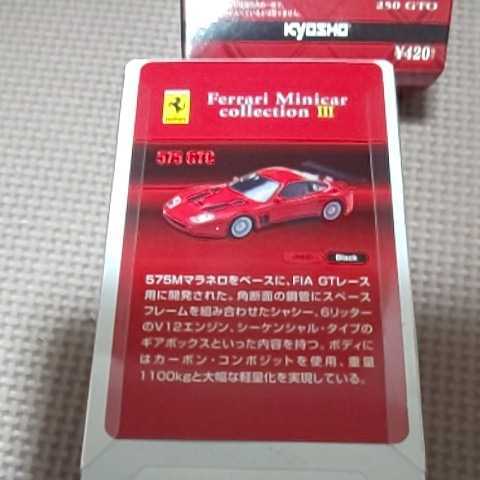 250 GTO
KYOSHO
¥420
Ferrari Minicar
collection III
575 GTC
Black
575Mマラネロをベースに、FIA GTレース
用に開発された。角断面の鋼管にスペース
フレームを組み合わせたシャシー、6リッター
のV12エンジン、シーケンシャル・タイプの
ギアボックスといった内容を持つ。ボディに
はカーボン・コンポジットを使用、重量
1100kgと大幅な軽量化を実現している。